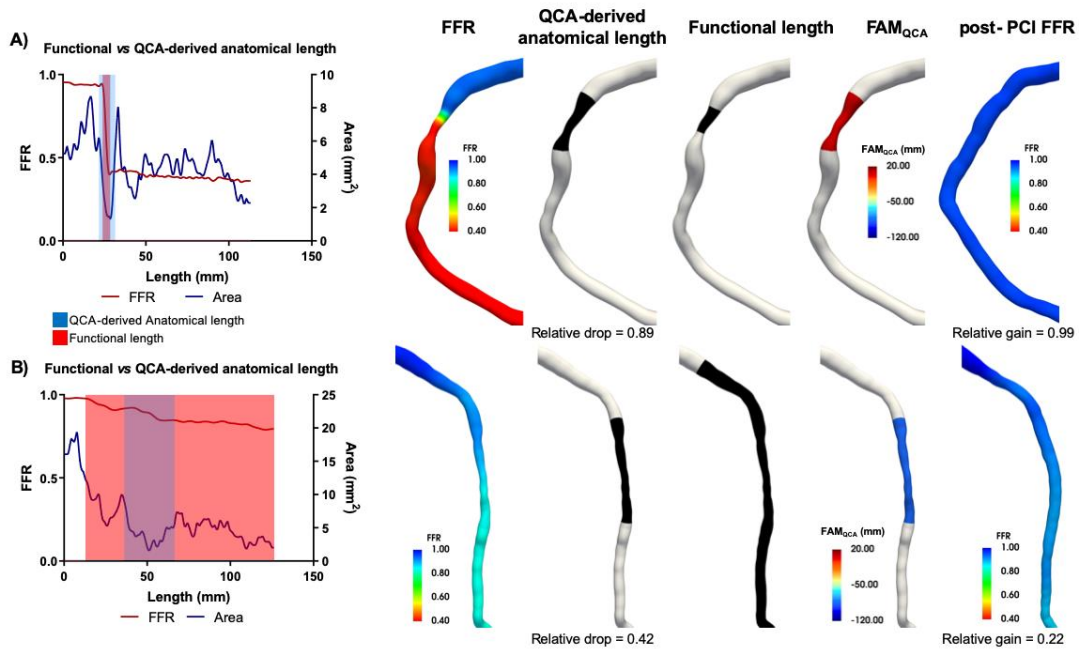 FFR
QCA-derived
anatomical length
Functional length
FAM_QCA
post- PCI FFR
A)
Functional vs QCA-derived anatomical length
FFR
1.0
0.5
0.0
10
8
6
4
2
0
Area (mm²)
0 50 100 150
Length (mm)
FFR Area
QCA-derived Anatomical length
Functional length
FFR
1.00
0.80
0.60
0.40
FAM_QCA (mm)
20.00
-50.00
-120.00
FFR
1.00
0.80
0.60
0.40
Relative drop = 0.89
Relative gain = 0.99
B)
Functional vs QCA-derived anatomical length
FFR
1.0
0.5
0.0
25
20
15
10
5
0
Area (mm²)
0 50 100 150
Length (mm)
FFR Area
FFR
1.00
0.80
0.60
0.40
FAM_QCA (mm)
20.00
-50.00
-120.00
FFR
1.00
0.80
0.60
0.40
Relative drop = 0.42
Relative gain = 0.22